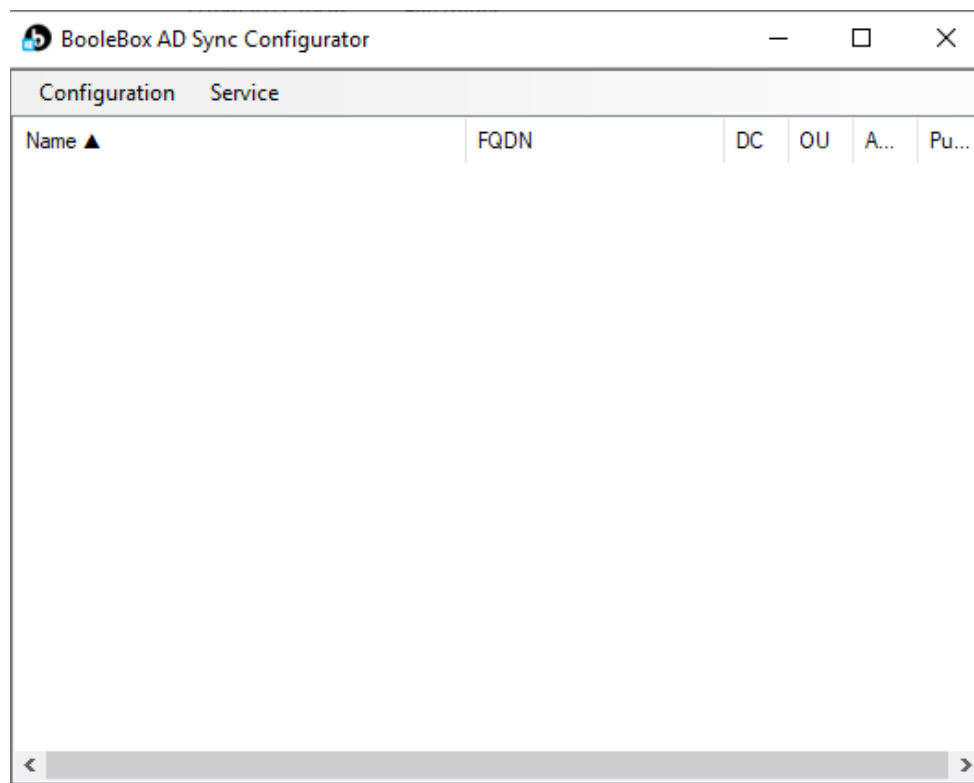 BooleBox AD Sync Configurator
Configuration Service
Name ▲ FQDN DC OU A... Pu...